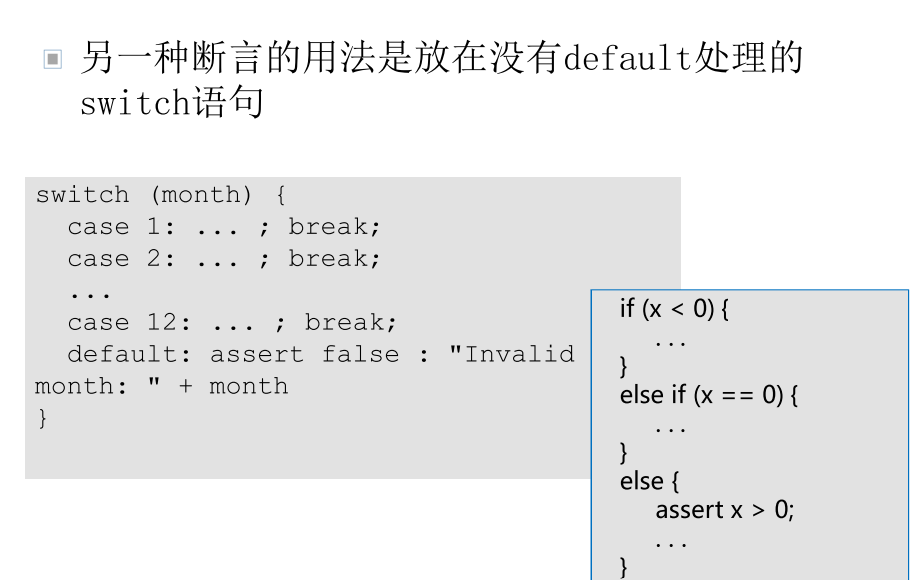 另一种断言的用法是放在没有default处理的
switch语句
switch (month) {
  case 1: ... ; break;
  case 2: ... ; break;
  ...
  case 12: ... ; break;
  default: assert false : "Invalid
month: " + month
}
if (x < 0) {
    ...
}
else if (x == 0) {
    ...
}
else {
    assert x > 0;
    ...
}